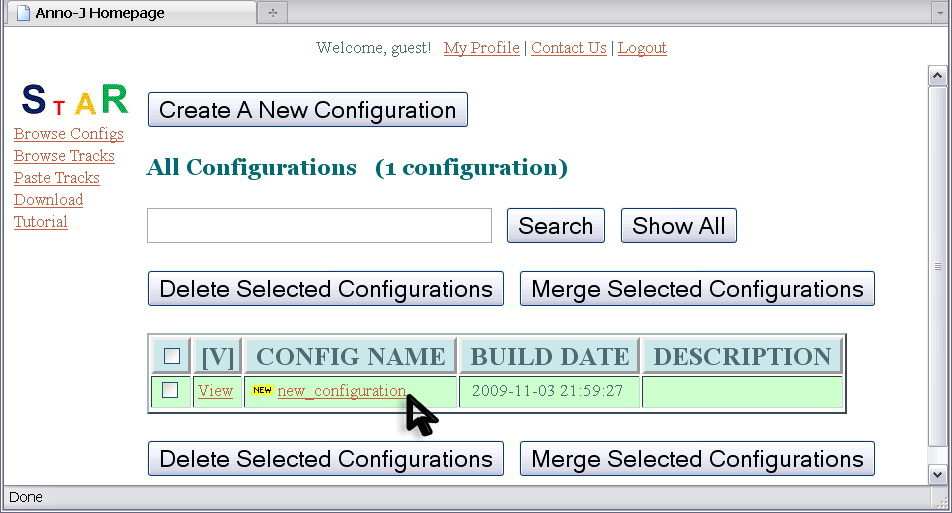 Anno-J Homepage
Welcome, guest! My Profile | Contact Us | Logout
STAR
Browse Configs
Browse Tracks
Paste Tracks
Download
Tutorial
Create A New Configuration
All Configurations (1 configuration)
Search Show All
Delete Selected Configurations Merge Selected Configurations
[V] CONFIG NAME BUILD DATE DESCRIPTION
View NEW new_configuration 2009-11-03 21:59:27
Delete Selected Configurations Merge Selected Configurations
Done